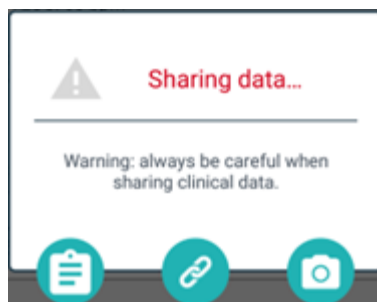 Sharing data...
Warning: always be careful when
sharing clinical data.